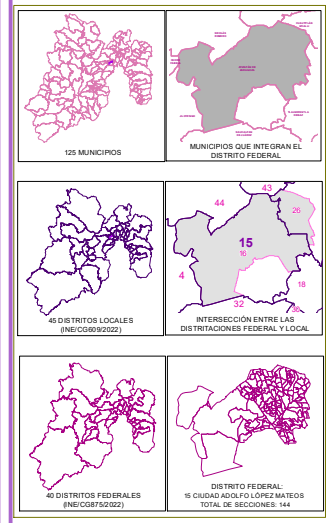 125 MUNICIPIOS
MUNICIPIOS QUE INTEGRAN EL
DISTRITO FEDERAL
45 DISTRITOS LOCALES
(INE/CG609/2022)
43
44
26
15
16
4
18
32
36
INTERSECCIÓN ENTRE LAS
DISTRITACIONES FEDERAL Y LOCAL
40 DISTRITOS FEDERALES
(INE/CG875/2022)
DISTRITO FEDERAL:
15 CIUDAD ADOLFO LÓPEZ MATEOS
TOTAL DE SECCIONES: 144